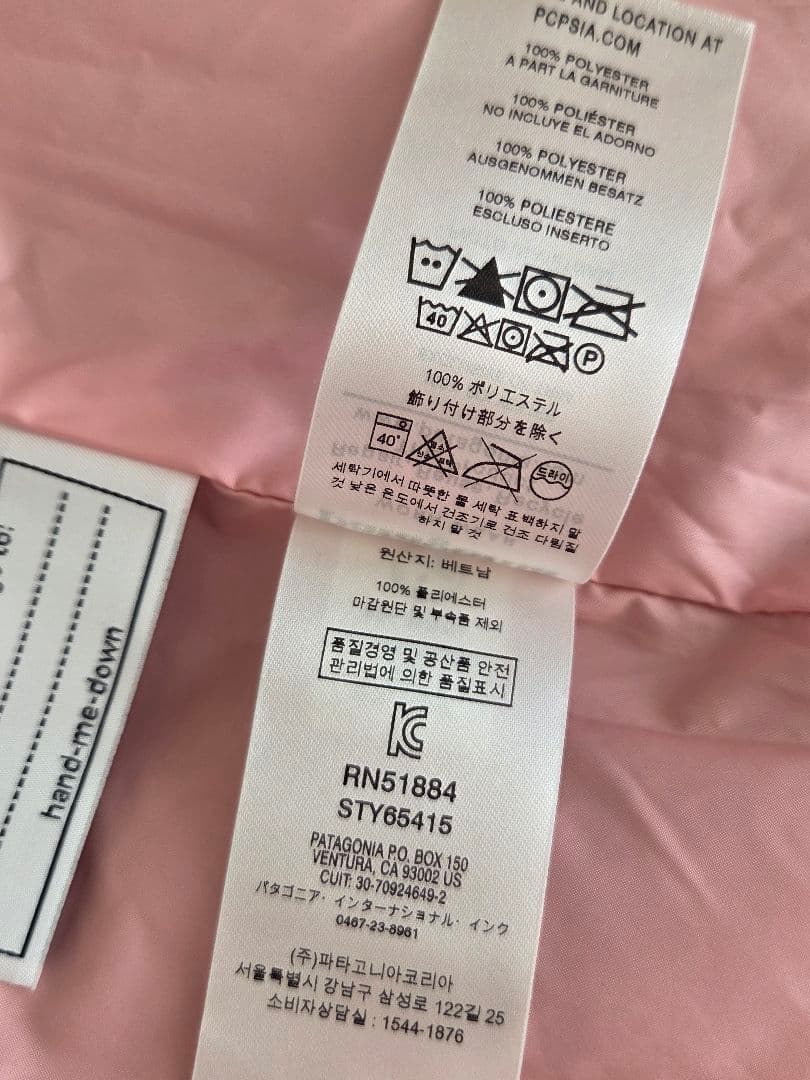 AND LOCATION AT
PCPSIA.COM
100% POLYESTER
A PART LA GARNITURE
100% POLIÉSTER
NO INCLUYE EL ADORNO
100% POLYESTER
AUSGENOMMEN BESATZ
100% POLIESTERE
ESCLUSO INSERTO
40
P
100% ポリエステル
飾り付け部分を除く
40°
드라이
세탁기에서 따뜻한 물 세탁 표백하지 말
것 낮은 온도에서 건조기로 건조 다림질
하지 말 것
원산지: 베트남
100% 폴리에스터
마감원단 및 부속품 제외
품질경영 및 공산품 안전
관리법에 의한 품질표시
RN51884
STY65415
PATAGONIA P.O. BOX 150
VENTURA, CA 93002 US
CUIT: 30-70924649-2
パタゴニア・インターナショナル・インク
0467-23-8961
(주)파타고니아코리아
서울특별시 강남구 삼성로 122길 25
소비자상담실 : 1544-1876
hand-me-down